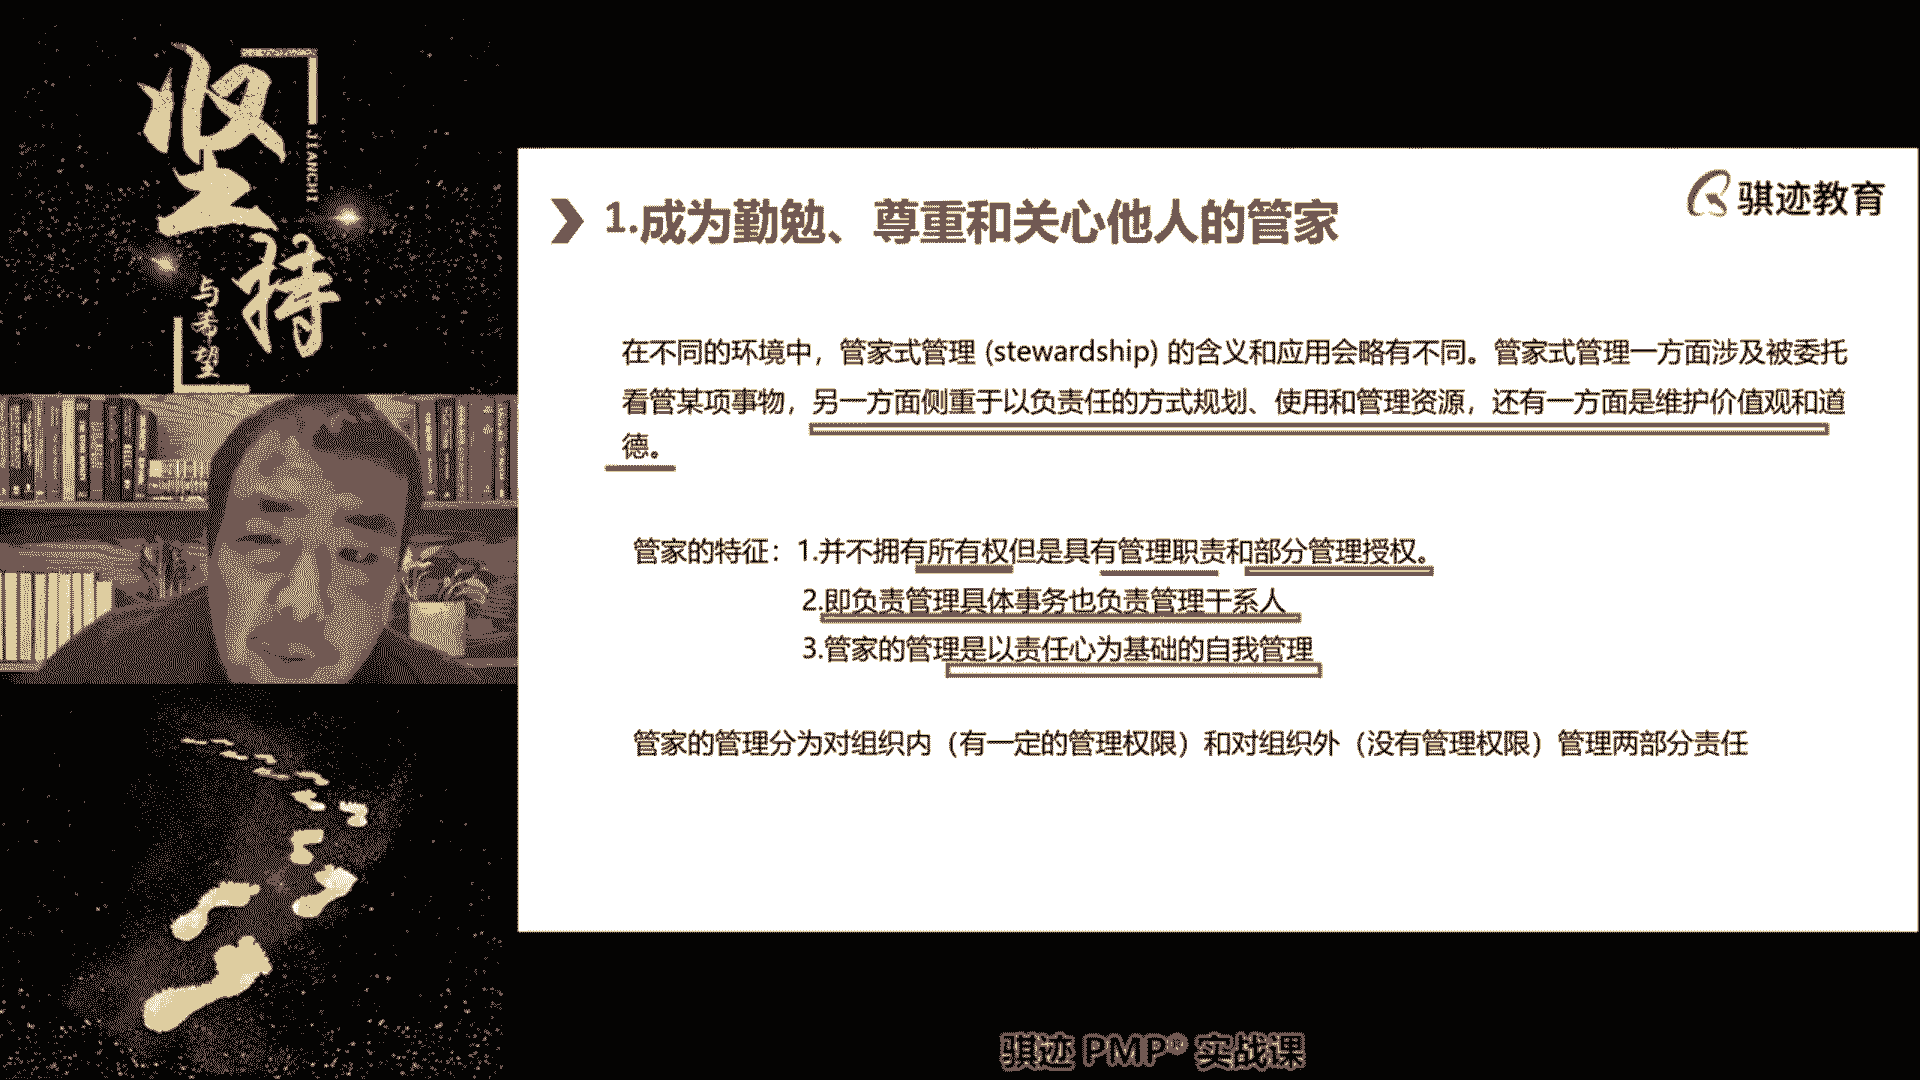 坚持
JIANCHI
与希望
骐迹教育
1.成为勤勉、尊重和关心他人的管家
在不同的环境中，管家式管理 (stewardship) 的含义和应用会略有不同。管家式管理一方面涉及被委托
看管某项事物，另一方面侧重于以负责任的方式规划、使用和管理资源，还有一方面是维护价值观和道
德。
管家的特征：1.并不拥有所有权但是具有管理职责和部分管理授权。
2.即负责管理具体事务也负责管理干系人
3.管家的管理是以责任心为基础的自我管理
管家的管理分为对组织内（有一定的管理权限）和对组织外（没有管理权限）管理两部分责任
骐迹 PMP® 实战课